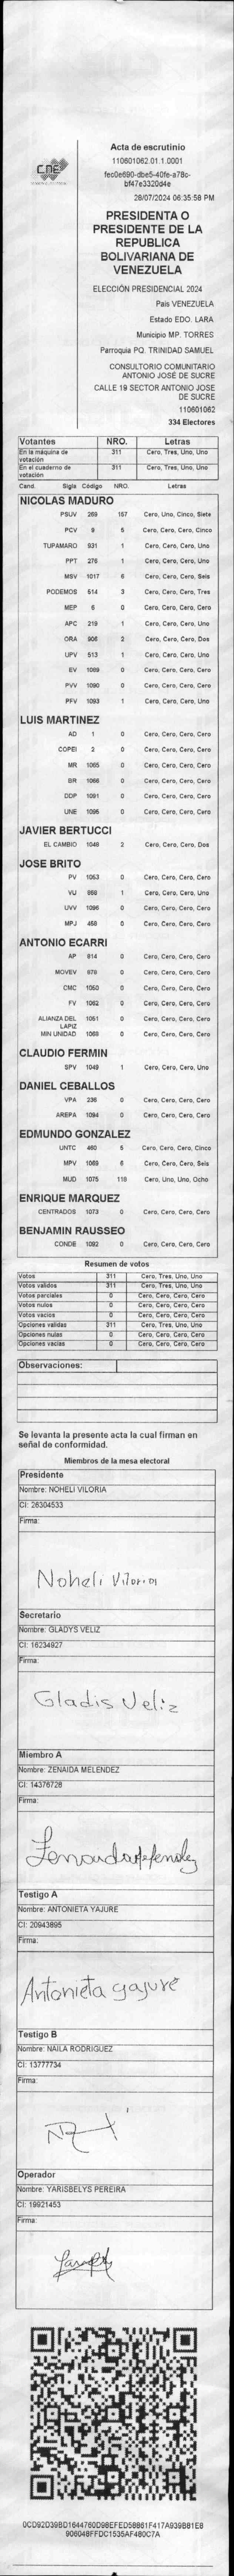 CNE
Acta de escrutinio
110601062.01.1.0001
fec0e690-dbe5-40fe-a78c-
bf47e3320d4e
28/07/2024 06:35:58 PM
PRESIDENTA O
PRESIDENTE DE LA
REPUBLICA
BOLIVARIANA DE
VENEZUELA
ELECCIÓN PRESIDENCIAL 2024
País VENEZUELA
Estado EDO. LARA
Municipio MP. TORRES
Parroquia PQ. TRINIDAD SAMUEL
CONSULTORIO COMUNITARIO
ANTONIO JOSÉ DE SUCRE
CALLE 19 SECTOR ANTONIO JOSE
DE SUCRE
110601062
334 Electores
Votantes NRO. Letras
En la máquina de votación 311 Cero, Tres, Uno, Uno
En el cuaderno de votación 311 Cero, Tres, Uno, Uno
Cand. Sigla Código NRO. Letras
NICOLAS MADURO
PSUV 269 157 Cero, Uno, Cinco, Siete
PCV 9 5 Cero, Cero, Cero, Cinco
TUPAMARO 931 1 Cero, Cero, Cero, Uno
PPT 276 1 Cero, Cero, Cero, Uno
MSV 1017 6 Cero, Cero, Cero, Seis
PODEMOS 514 3 Cero, Cero, Cero, Tres
MEP 6 0 Cero, Cero, Cero, Cero
APC 219 1 Cero, Cero, Cero, Uno
ORA 906 2 Cero, Cero, Cero, Dos
UPV 513 1 Cero, Cero, Cero, Uno
EV 1089 0 Cero, Cero, Cero, Cero
PVV 1090 0 Cero, Cero, Cero, Cero
PFV 1093 1 Cero, Cero, Cero, Uno
LUIS MARTINEZ
AD 1 0 Cero, Cero, Cero, Cero
COPEI 2 0 Cero, Cero, Cero, Cero
MR 1065 0 Cero, Cero, Cero, Cero
BR 1066 0 Cero, Cero, Cero, Cero
DDP 1091 0 Cero, Cero, Cero, Cero
UNE 1095 0 Cero, Cero, Cero, Cero
JAVIER BERTUCCI
EL CAMBIO 1048 2 Cero, Cero, Cero, Dos
JOSE BRITO
PV 1053 0 Cero, Cero, Cero, Cero
VU 868 1 Cero, Cero, Cero, Uno
UVV 1096 0 Cero, Cero, Cero, Cero
MPJ 458 0 Cero, Cero, Cero, Cero
ANTONIO ECARRI
AP 814 0 Cero, Cero, Cero, Cero
MOVEV 878 0 Cero, Cero, Cero, Cero
CMC 1050 0 Cero, Cero, Cero, Cero
FV 1062 0 Cero, Cero, Cero, Cero
ALIANZA DEL LAPIZ 1051 0 Cero, Cero, Cero, Cero
MIN UNIDAD 1068 0 Cero, Cero, Cero, Cero
CLAUDIO FERMIN
SPV 1049 1 Cero, Cero, Cero, Uno
DANIEL CEBALLOS
VPA 236 0 Cero, Cero, Cero, Cero
AREPA 1094 0 Cero, Cero, Cero, Cero
EDMUNDO GONZALEZ
UNTC 480 5 Cero, Cero, Cero, Cinco
MPV 1069 6 Cero, Cero, Cero, Seis
MUD 1075 118 Cero, Uno, Uno, Ocho
ENRIQUE MARQUEZ
CENTRADOS 1073 0 Cero, Cero, Cero, Cero
BENJAMIN RAUSSEO
CONDE 1092 0 Cero, Cero, Cero, Cero
Resumen de votos
Votos 311 Cero, Tres, Uno, Uno
Votos validos 311 Cero, Tres, Uno, Uno
Votos parciales 0 Cero, Cero, Cero, Cero
Votos nulos 0 Cero, Cero, Cero, Cero
Votos vacios 0 Cero, Cero, Cero, Cero
Opciones validas 311 Cero, Tres, Uno, Uno
Opciones nulas 0 Cero, Cero, Cero, Cero
Opciones vacias 0 Cero, Cero, Cero, Cero
Observaciones:
Se levanta la presente acta la cual firman en
señal de conformidad.
Miembros de la mesa electoral
Presidente
Nombre: NOHELI VILORIA
CI: 26304533
Firma:
Noheli Viloria
Secretario
Nombre: GLADYS VELIZ
CI: 16234927
Firma:
Gladis Veliz
Miembro A
Nombre: ZENAIDA MELENDEZ
CI: 14376728
Firma:
Testigo A
Nombre: ANTONIETA YAJURE
CI: 20943895
Firma:
Antonieta yajure
Testigo B
Nombre: NAILA RODRIGUEZ
CI: 13777734
Firma:
Operador
Nombre: YARISBELYS PEREIRA
CI: 19921453
Firma:
0CD92D39BD1644760D98EFED58861F417A939B81E8
906048FFDC1535AF480C7A